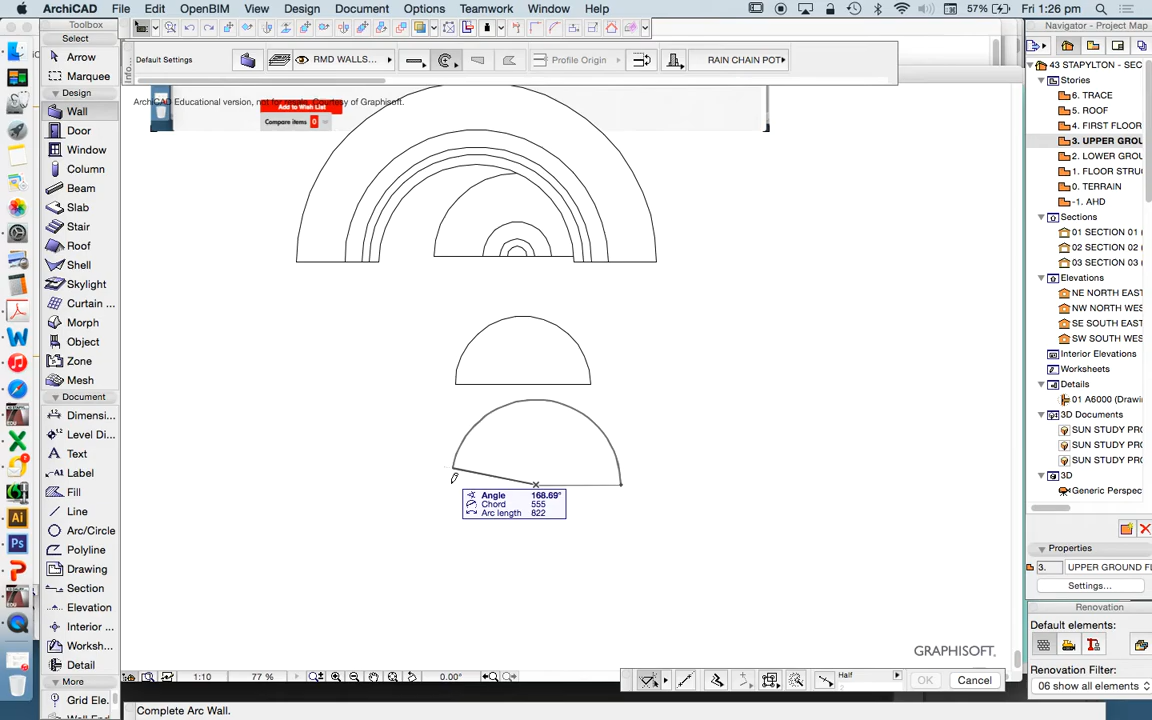 ArchiCAD File Edit OpenBIM View Design Document Options Teamwork Window Help 57% Fri 1:26 pm
Toolbox
Select
Arrow
Marquee
Design
Wall
Door
Window
Column
Beam
Slab
Stair
Roof
Shell
Skylight
Curtain ...
Morph
Object
Zone
Mesh
Document
Dimensi...
Level Di...
Text
Label
Fill
Line
Arc/Circle
Polyline
Drawing
Section
Elevation
Interior ...
Worksh...
Detail
More
Grid Ele...
Default Settings
RMD WALLS...
Profile Origin
RAIN CHAIN POT
ArchiCAD Educational version, not for resale. Courtesy of Graphisoft.
Add to Wish List
Compare items 0
Angle 168.69°
Chord 555
Arc length 822
GRAPHISOFT.
1:10 77 % 0.00°
Half
2
OK Cancel
Complete Arc Wall.
Navigator - Project Map
43 STAPYLTON - SEC
Stories
6. TRACE
5. ROOF
4. FIRST FLOOR
3. UPPER GROU
2. LOWER GROU
1. FLOOR STRUC
0. TERRAIN
-1. AHD
Sections
01 SECTION 01 (
02 SECTION 02 (
03 SECTION 03 (
Elevations
NE NORTH EAST
NW NORTH WES
SE SOUTH EAST
SW SOUTH WES
Interior Elevations
Worksheets
Details
01 A6000 (Drawi
3D Documents
SUN STUDY PR
SUN STUDY PR
SUN STUDY PR
3D
Generic Perspec
Properties
3. UPPER GROUND FL
Settings...
Renovation
Default elements:
Renovation Filter:
06 show all elements